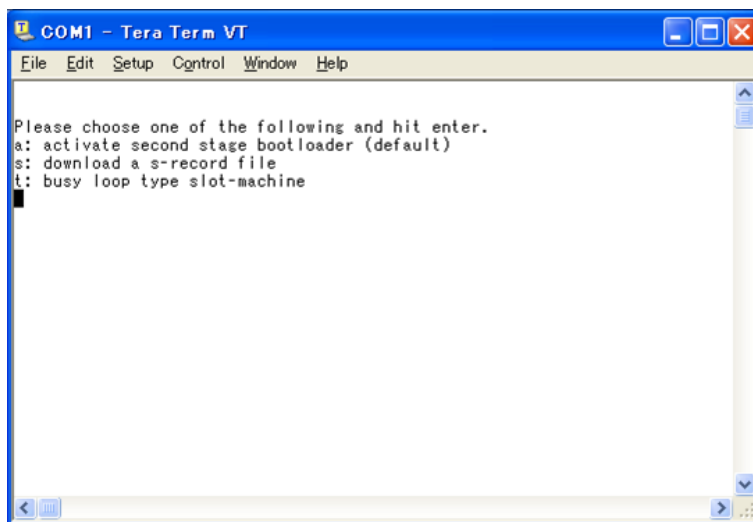 COM1 - Tera Term VT
File Edit Setup Control Window Help
Please choose one of the following and hit enter.
a: activate second stage bootloader (default)
s: download a s-record file
t: busy loop type slot-machine